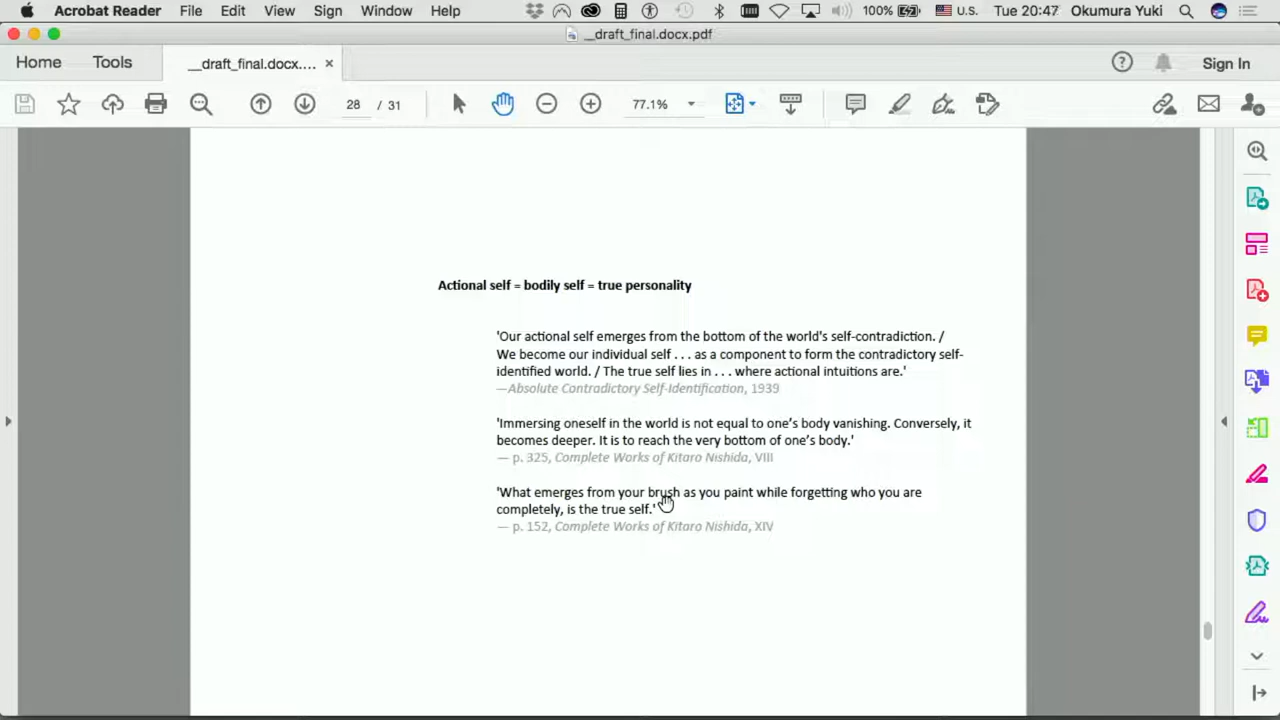 Acrobat Reader File Edit View Sign Window Help 100% U.S. Tue 20:47 Okumura Yuki
__draft_final.docx.pdf
Home Tools __draft_final.docx.... × Sign In
28 / 31 77.1%
Actional self = bodily self = true personality
'Our actional self emerges from the bottom of the world's self-contradiction. /
We become our individual self . . . as a component to form the contradictory self-
identified world. / The true self lies in . . . where actional intuitions are.'
—Absolute Contradictory Self-Identification, 1939
'Immersing oneself in the world is not equal to one’s body vanishing. Conversely, it
becomes deeper. It is to reach the very bottom of one’s body.'
— p. 325, Complete Works of Kitaro Nishida, VIII
'What emerges from your brush as you paint while forgetting who you are
completely, is the true self.'
— p. 152, Complete Works of Kitaro Nishida, XIV